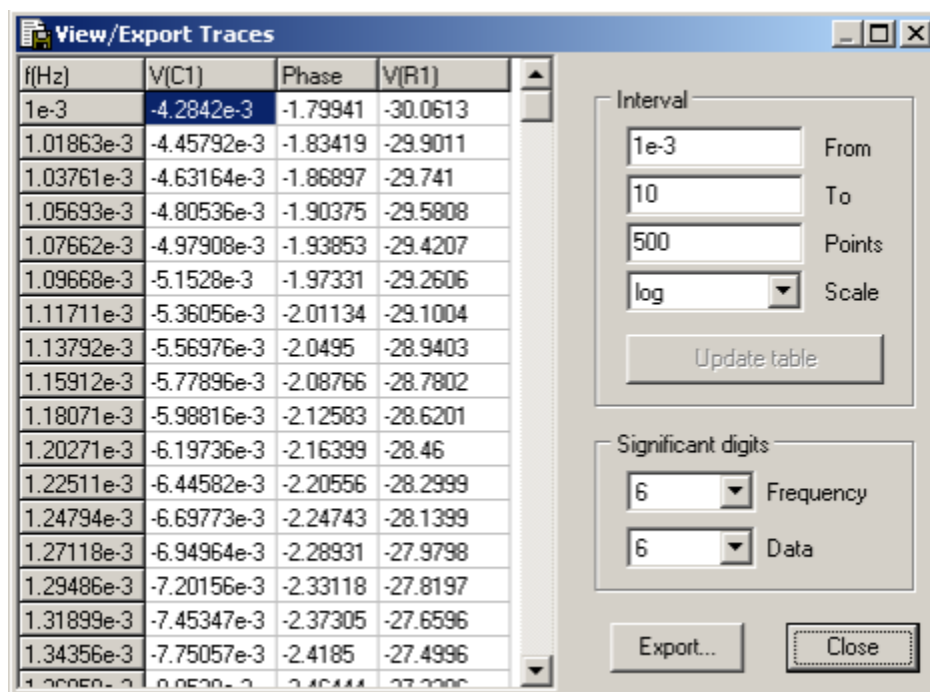 View/Export Traces
f(Hz) V(C1) Phase V(R1)
1e-3 -4.2842e-3 -1.79941 -30.0613
1.01863e-3 -4.45792e-3 -1.83419 -29.9011
1.03761e-3 -4.63164e-3 -1.86897 -29.741
1.05693e-3 -4.80536e-3 -1.90375 -29.5808
1.07662e-3 -4.97908e-3 -1.93853 -29.4207
1.09668e-3 -5.1528e-3 -1.97331 -29.2606
1.11711e-3 -5.36056e-3 -2.01134 -29.1004
1.13792e-3 -5.56976e-3 -2.0495 -28.9403
1.15912e-3 -5.77896e-3 -2.08766 -28.7802
1.18071e-3 -5.98816e-3 -2.12583 -28.6201
1.20271e-3 -6.19736e-3 -2.16399 -28.46
1.22511e-3 -6.44582e-3 -2.20556 -28.2999
1.24794e-3 -6.69773e-3 -2.24743 -28.1399
1.27118e-3 -6.94964e-3 -2.28931 -27.9798
1.29486e-3 -7.20156e-3 -2.33118 -27.8197
1.31899e-3 -7.45347e-3 -2.37305 -27.6596
1.34356e-3 -7.75057e-3 -2.4185 -27.4996
Interval
1e-3 From
10 To
500 Points
log Scale
Update table
Significant digits
6 Frequency
6 Data
Export...
Close